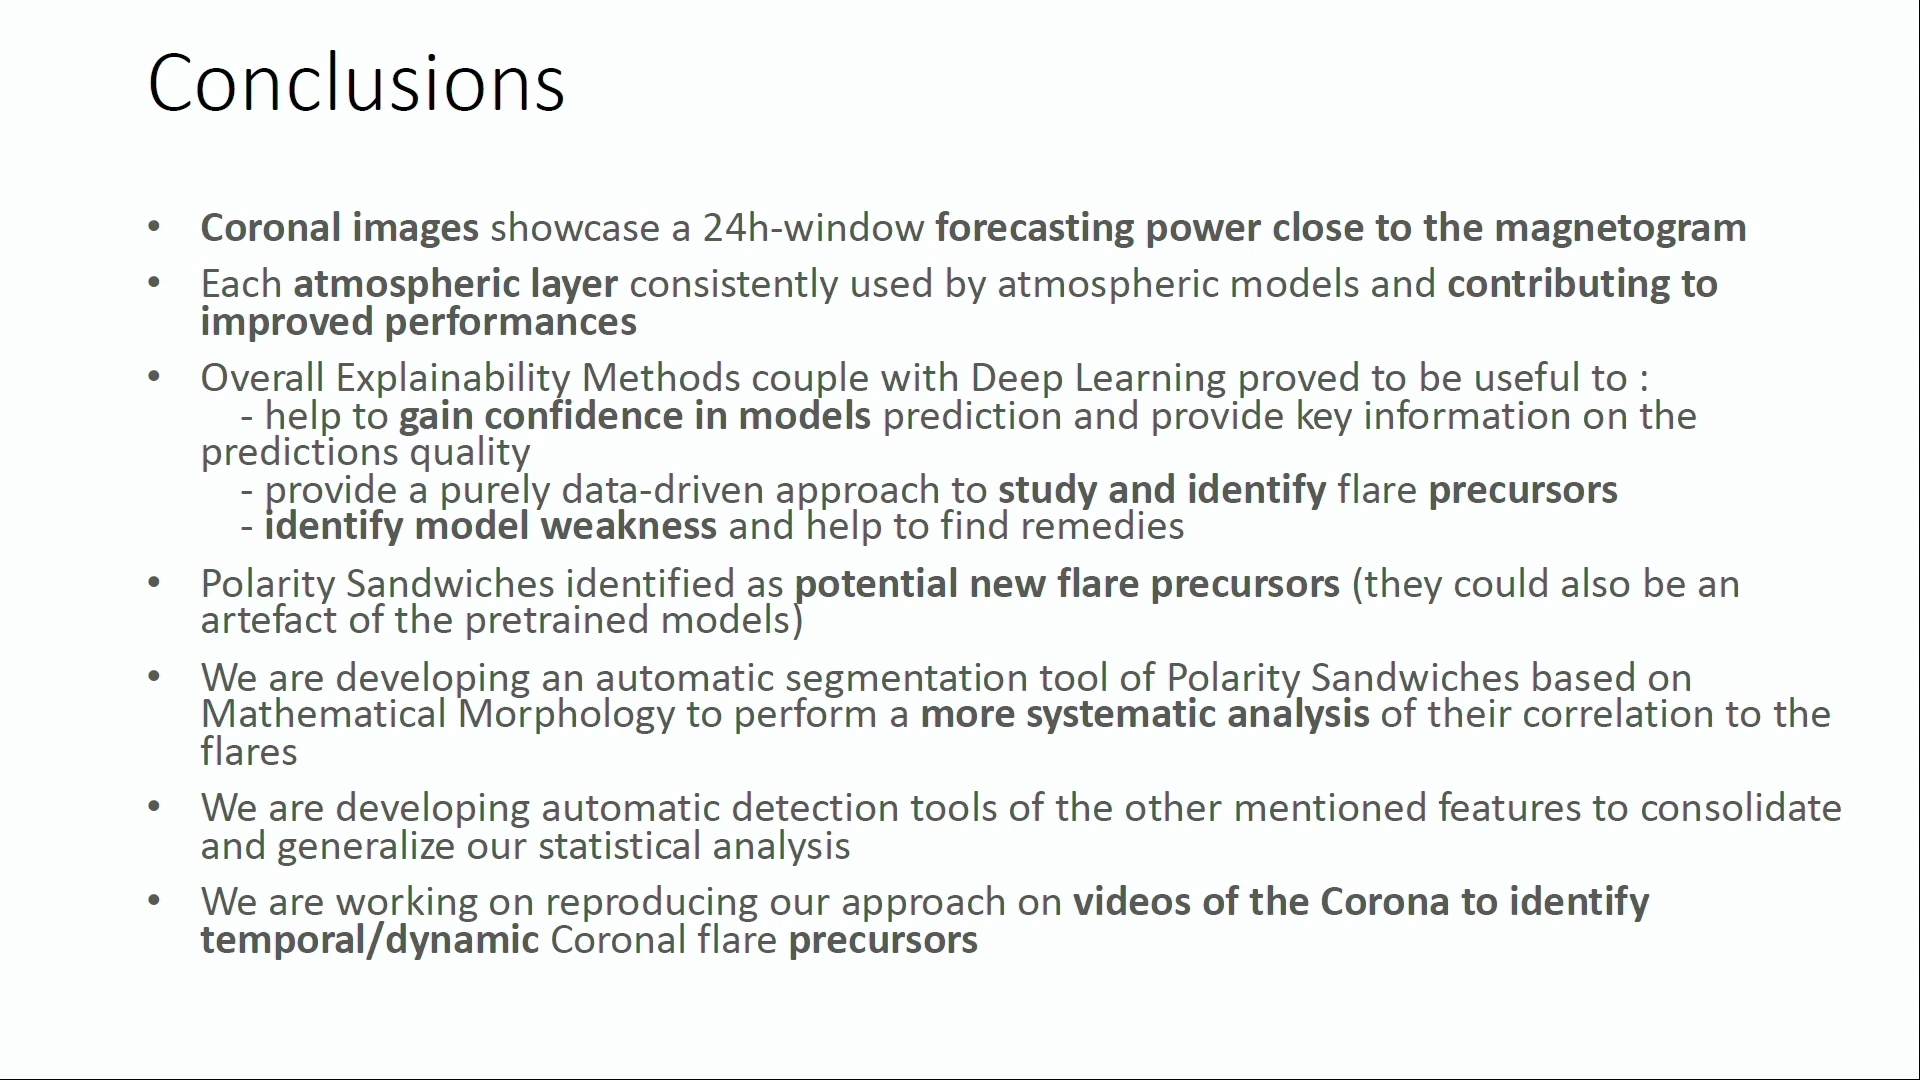 Conclusions
• Coronal images showcase a 24h-window forecasting power close to the magnetogram
• Each atmospheric layer consistently used by atmospheric models and contributing to
improved performances
• Overall Explainability Methods couple with Deep Learning proved to be useful to :
- help to gain confidence in models prediction and provide key information on the
predictions quality
- provide a purely data-driven approach to study and identify flare precursors
- identify model weakness and help to find remedies
• Polarity Sandwiches identified as potential new flare precursors (they could also be an
artefact of the pretrained models)
• We are developing an automatic segmentation tool of Polarity Sandwiches based on
Mathematical Morphology to perform a more systematic analysis of their correlation to the
flares
• We are developing automatic detection tools of the other mentioned features to consolidate
and generalize our statistical analysis
• We are working on reproducing our approach on videos of the Corona to identify
temporal/dynamic Coronal flare precursors